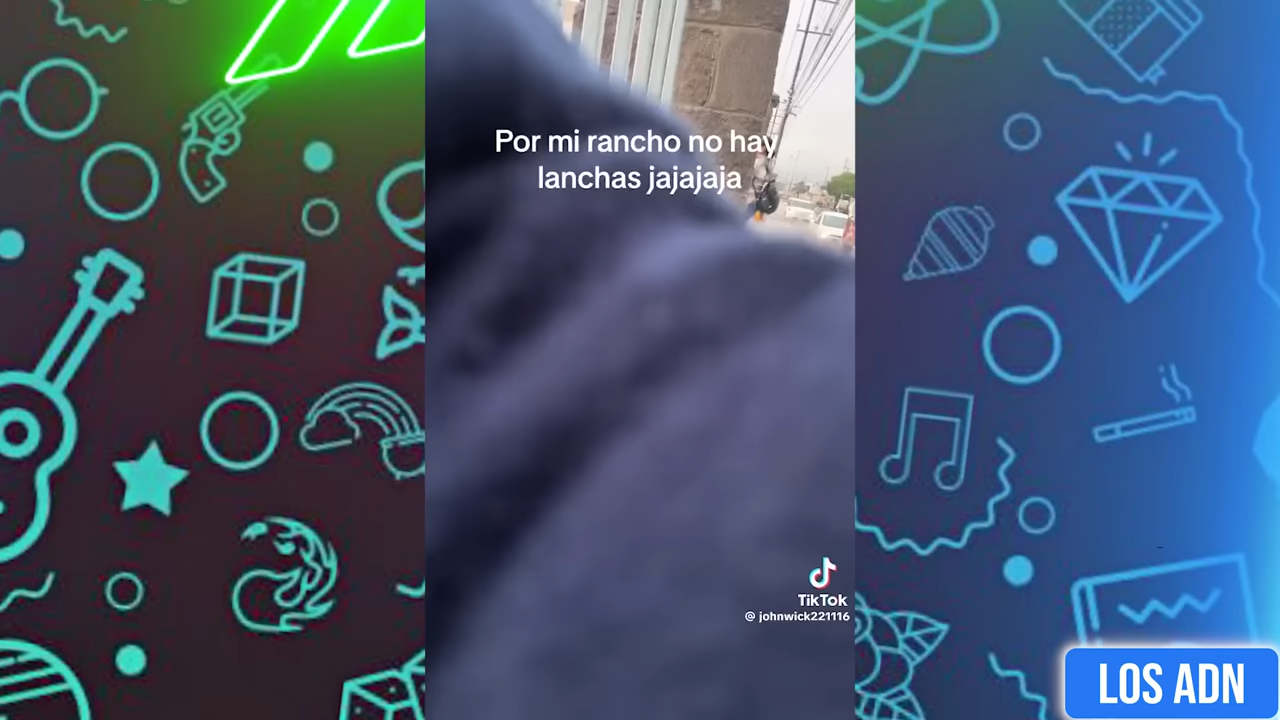 Por mi rancho no hay
lanchas jajajaja
TikTok
@ johnwick221116
LOS ADN